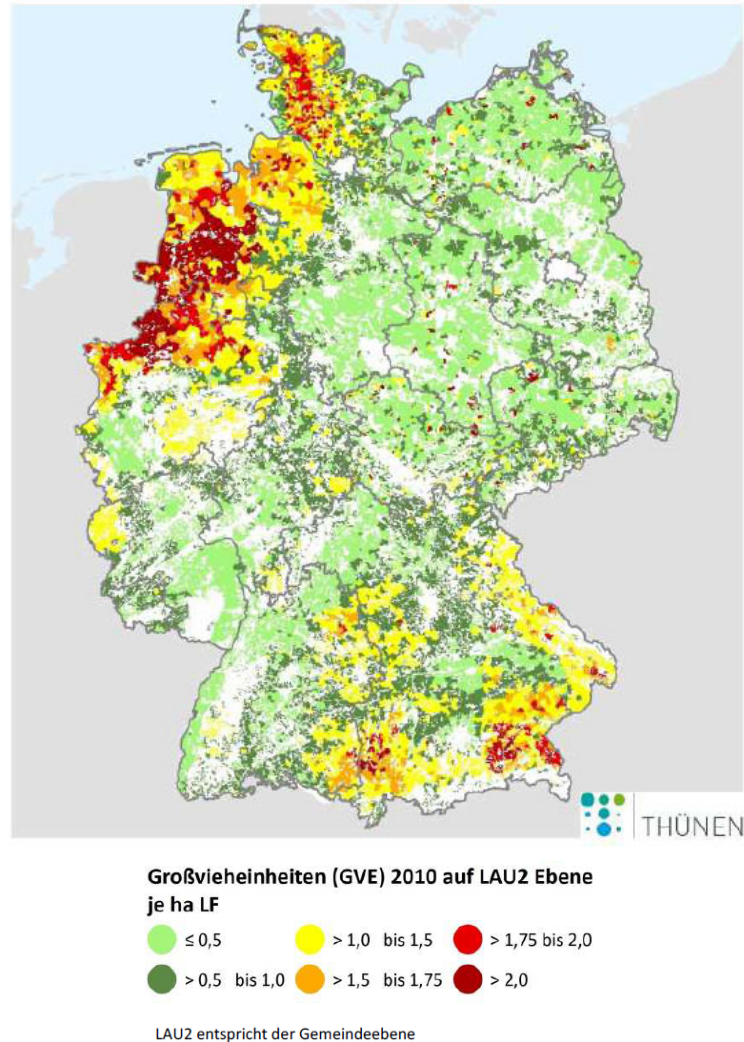 THÜNEN
Großvieheinheiten (GVE) 2010 auf LAU2 Ebene
je ha LF
≤ 0,5
> 1,0 bis 1,5
> 1,75 bis 2,0
> 0,5 bis 1,0
> 1,5 bis 1,75
> 2,0
LAU2 entspricht der Gemeindeebene